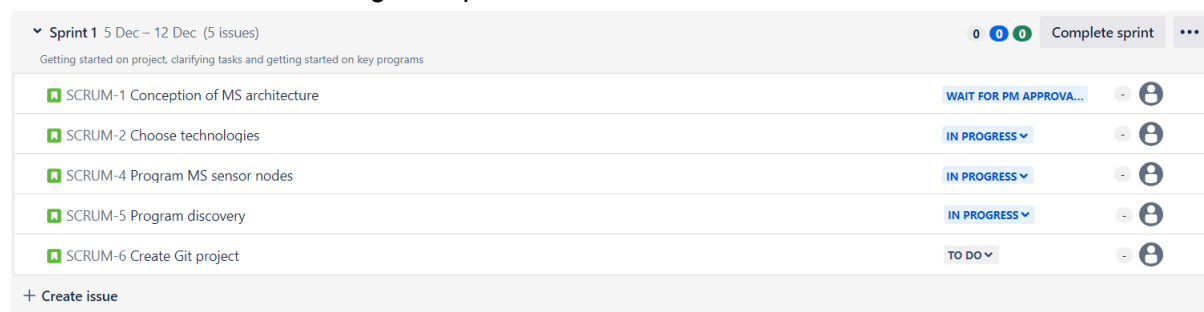 Sprint 1 5 Dec – 12 Dec (5 issues) 0 0 0 Complete sprint •••
Getting started on project, clarifying tasks and getting started on key programs
SCRUM-1 Conception of MS architecture WAIT FOR PM APPROVA... -
SCRUM-2 Choose technologies IN PROGRESS -
SCRUM-4 Program MS sensor nodes IN PROGRESS -
SCRUM-5 Program discovery IN PROGRESS -
SCRUM-6 Create Git project TO DO -
+ Create issue